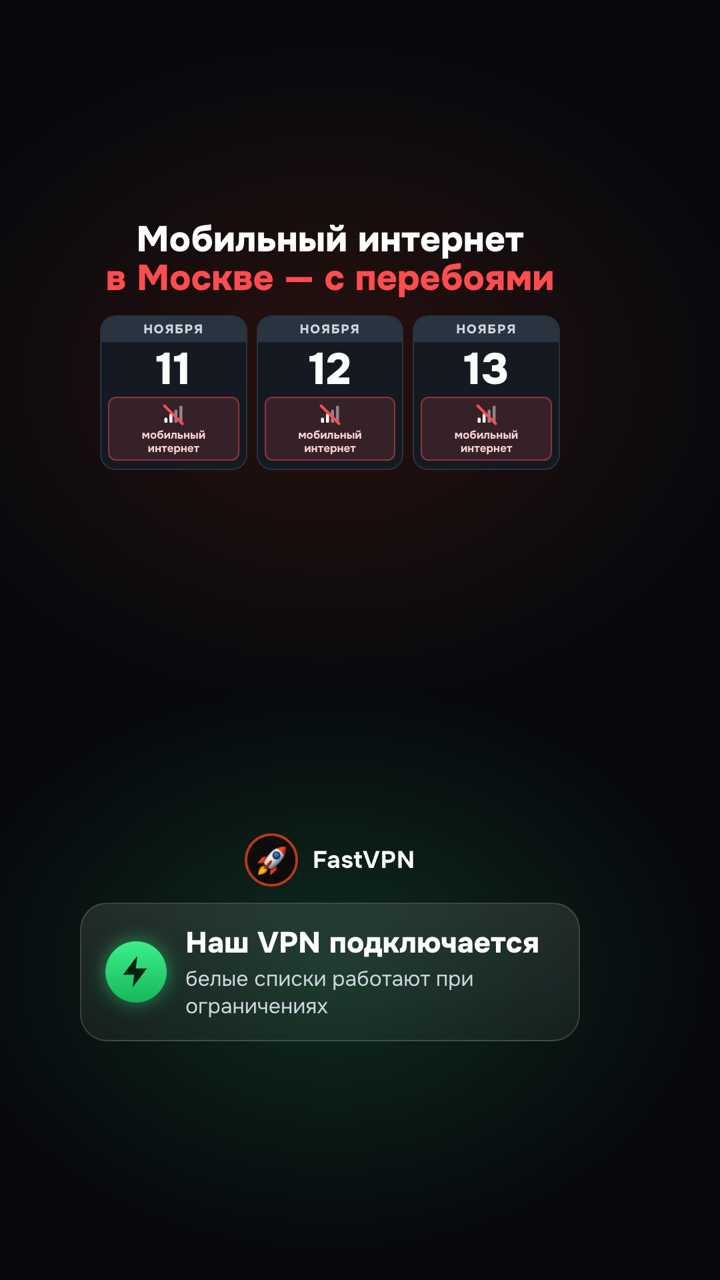 Мобильный интернет
в Москве — с перебоями
НОЯБРЯ
11
мобильный
интернет
НОЯБРЯ
12
мобильный
интернет
НОЯБРЯ
13
мобильный
интернет
FastVPN
Наш VPN подключается
белые списки работают при
ограничениях